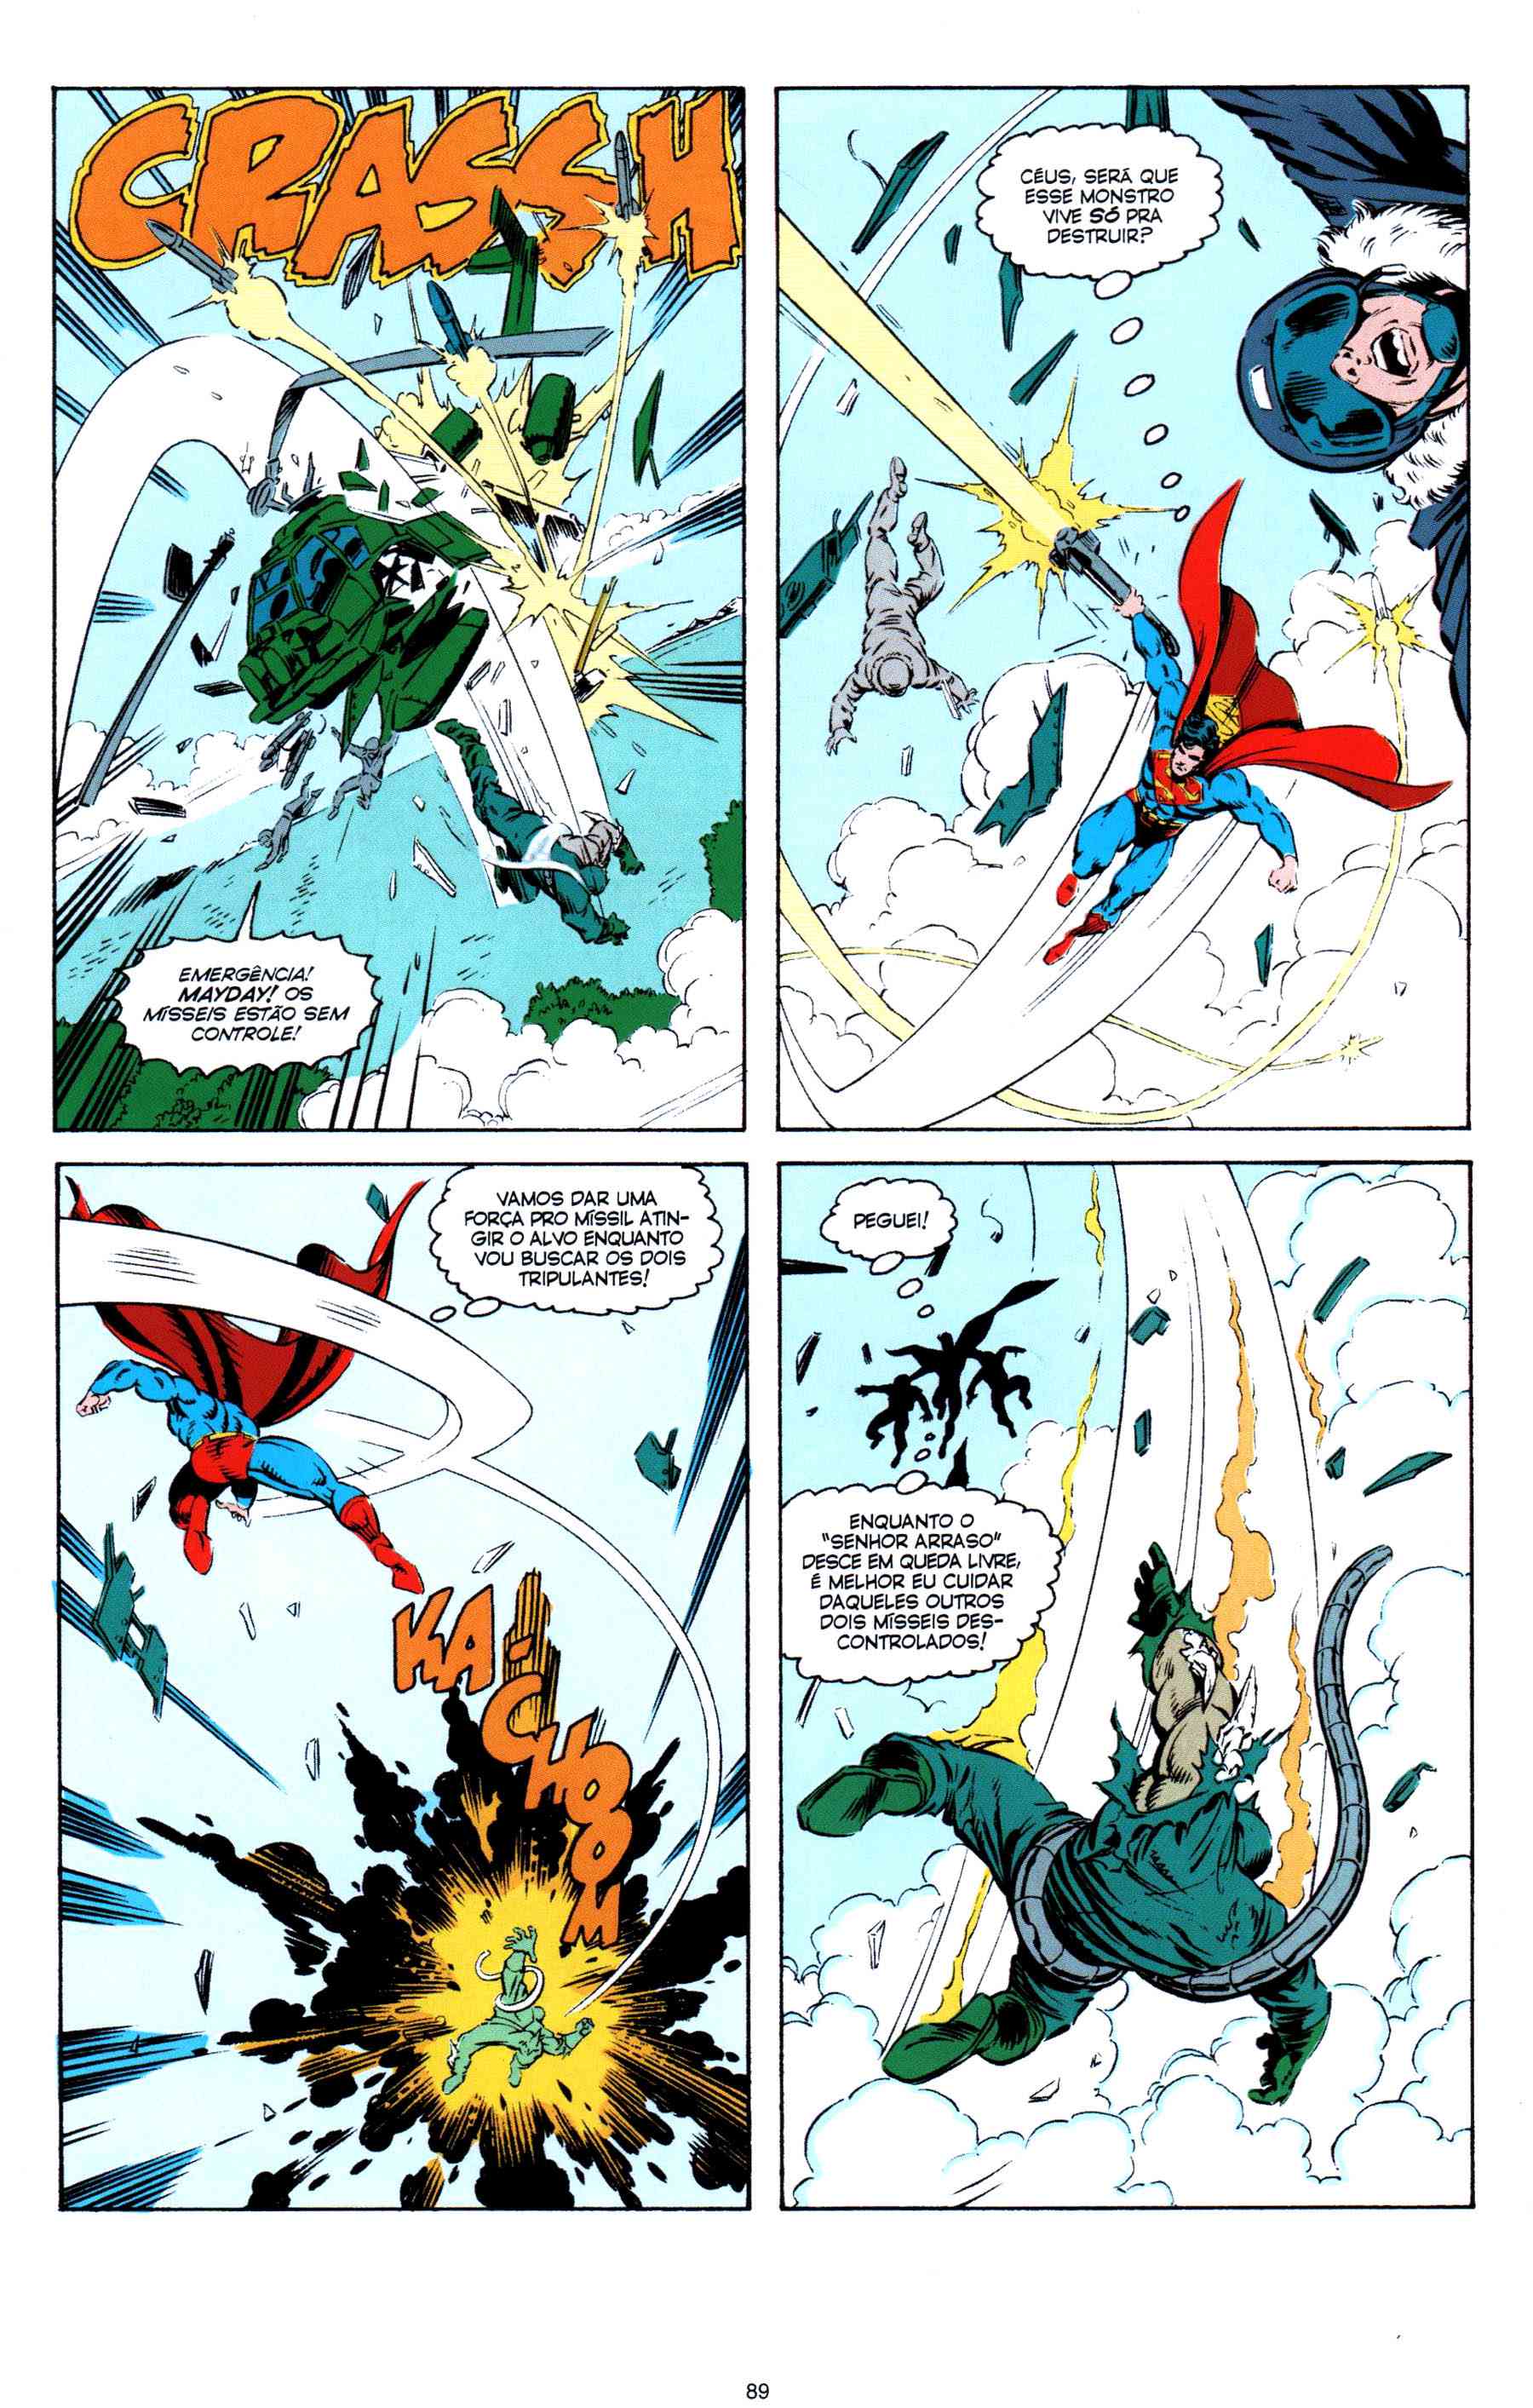 CRASSH
EMERGÊNCIA!
MAYDAY! OS
MÍSSEIS ESTÃO SEM
CONTROLE!
CÉUS, SERÁ QUE
ESSE MONSTRO
VIVE SÓ PRA
DESTRUIR?
VAMOS DAR UMA
FORÇA PRO MÍSSIL ATIN-
GIR O ALVO ENQUANTO
VOU BUSCAR OS DOIS
TRIPULANTES!
KA-
CHOOM
PEGUEI!
ENQUANTO O
"SENHOR ARRASO"
DESCE EM QUEDA LIVRE,
É MELHOR EU CUIDAR
DAQUELES OUTROS
DOIS MÍSSEIS DES-
CONTROLADOS!
89